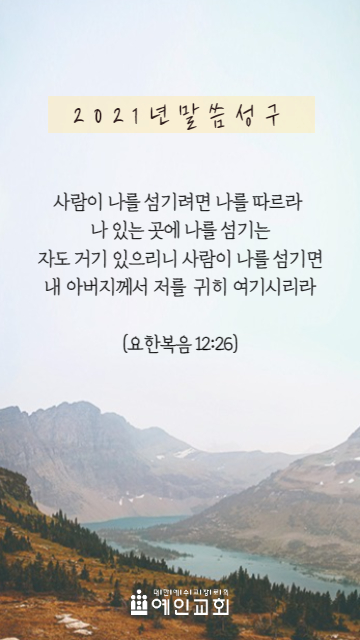 2021년말씀성구
사람이 나를 섬기려면 나를 따르라
나 있는 곳에 나를 섬기는
자도 거기 있으리니 사람이 나를 섬기면
내 아버지께서 저를 귀히 여기시리라
(요한복음 12:26)
예인교회